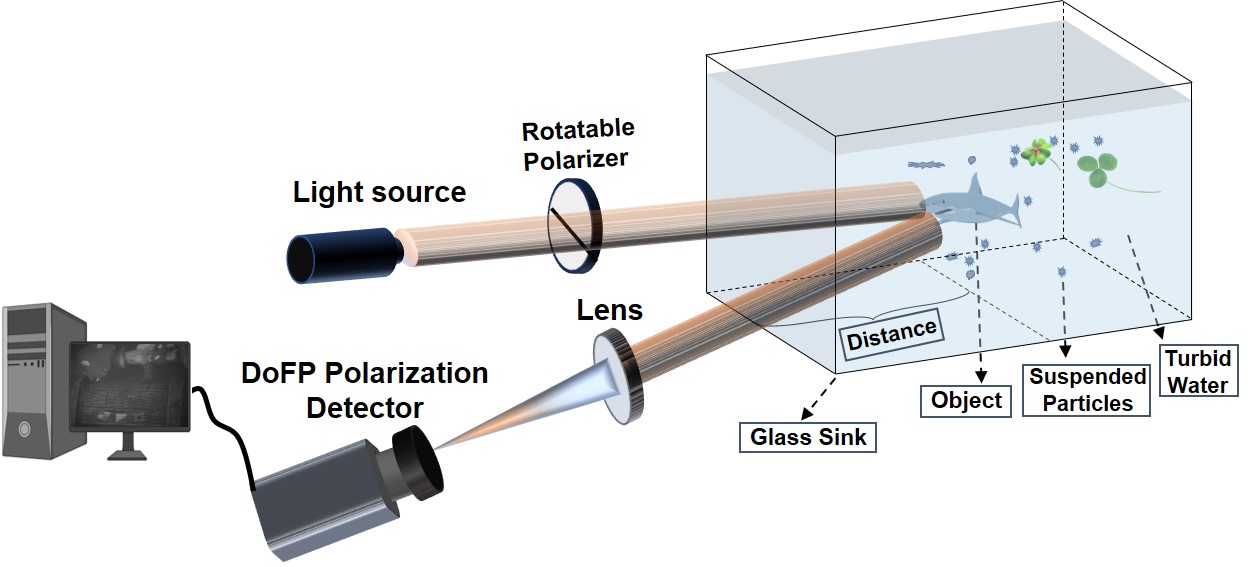 Rotatable
Polarizer
Light source
Lens
Distance
DoFP Polarization
Detector
Turbid
Water
Suspended
Particles
Object
Glass Sink